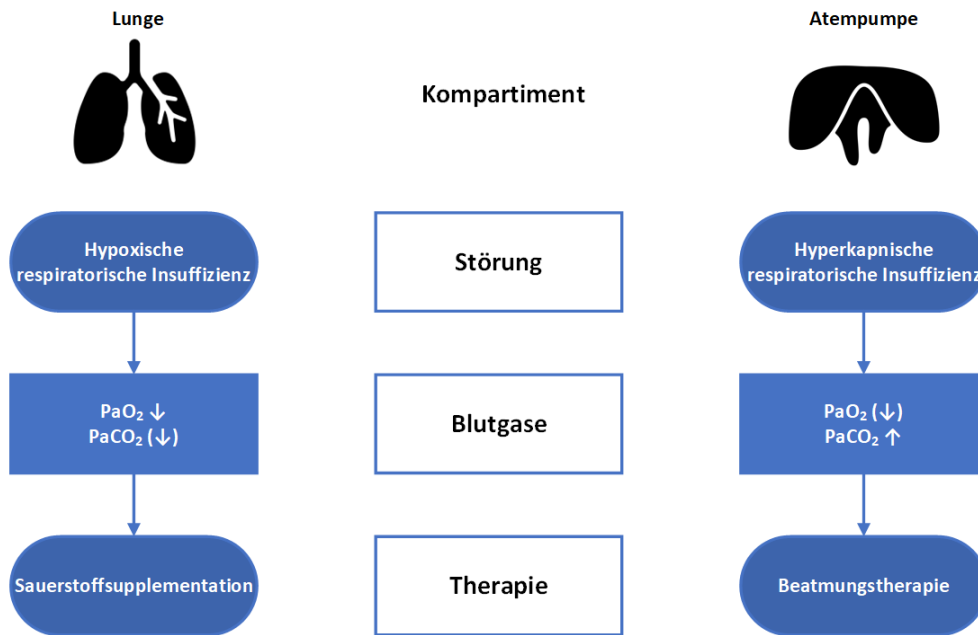 Lunge
Kompartiment
Atempumpe
Hypoxische
respiratorische Insuffizienz
Störung
Hyperkapnische
respiratorische Insuffizienz
PaO₂ ↓
PaCO₂ (↓)
Blutgase
PaO₂ (↓)
PaCO₂ ↑
Sauerstoffsupplementation
Therapie
Beatmungstherapie